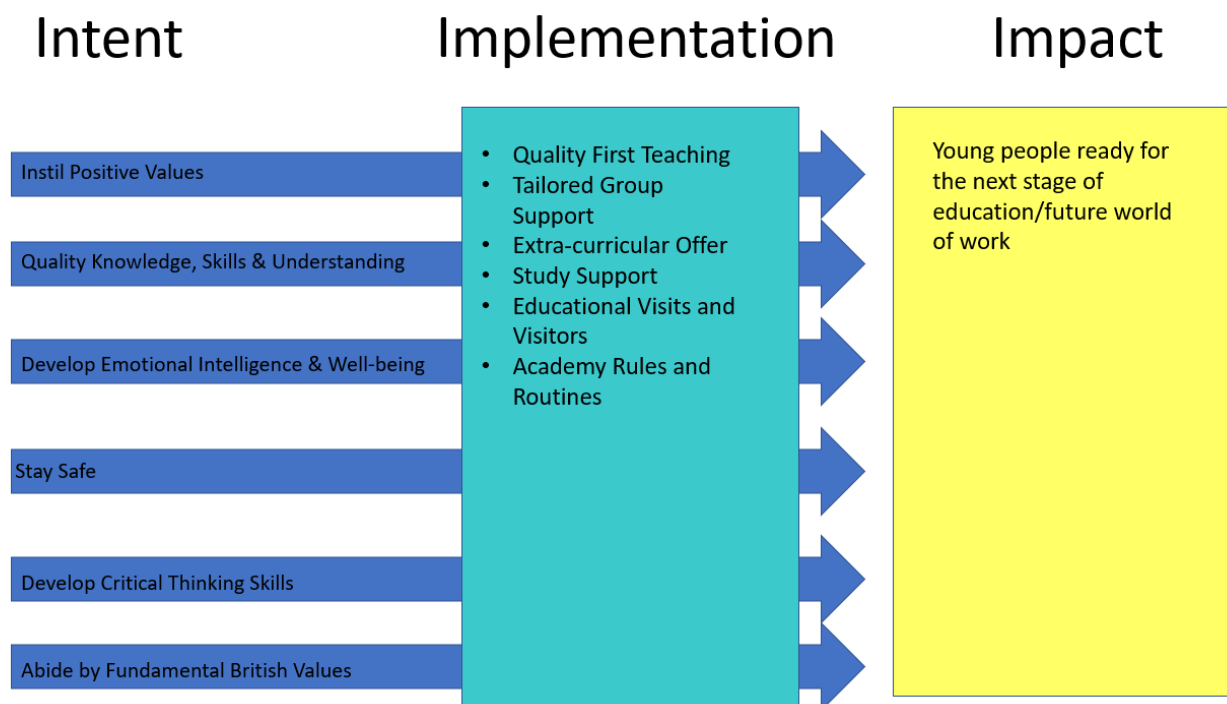 Intent
Implementation
Impact
Instil Positive Values
Quality Knowledge, Skills & Understanding
Develop Emotional Intelligence & Well-being
Stay Safe
Develop Critical Thinking Skills
Abide by Fundamental British Values
• Quality First Teaching
• Tailored Group
Support
• Extra-curricular Offer
• Study Support
• Educational Visits and
Visitors
• Academy Rules and
Routines
Young people ready for
the next stage of
education/future world
of work